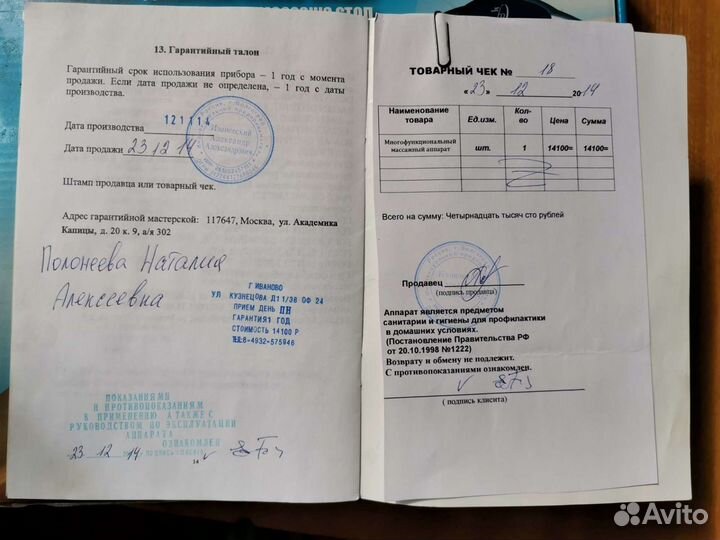 13. Гарантийный талон
Гарантийный срок использования прибора – 1 год с момента
продажи. Если дата продажи не определена, – 1 год с даты
производства.
Дата производства 121114
Дата продажи 23 12 14
Ивановский
Александр
Александрович
Штамп продавца или товарный чек.
Адрес гарантийной мастерской: 117647, Москва, ул. Академика
Капицы, д. 20 к. 9, а/я 302
Полонеева Наталия
Алексеевна
Г ИВАНОВО
УЛ КУЗНЕЦОВА Д11/38 ОФ 24
ПРИЕМ ДЕНЬ ПН
ГАРАНТИЯ 1 ГОД
СТОИМОСТЬ 14100 Р
ТЕЛ:8-4932-575946
ПОКАЗАНИЯМИ
И ПРОТИВОПОКАЗАНИЯМ
К ПРИМЕНЕНИЮ А ТАКЖЕ С
РУКОВОДСТВОМ ПО ЭКСПЛУАТАЦИИ
АППАРАТА
ОЗНАКОМЛЕН
23 12 14
14
ТОВАРНЫЙ ЧЕК № 18
«23» 12 2014
Наименование товара Ед.изм. Кол-во Цена Сумма
Многофункциональный массажный аппарат шт. 1 14100= 14100=
Всего на сумму: Четырнадцать тысяч сто рублей
Продавец
(подпись продавца)
Аппарат является предметом
санитарии и гигиены для профилактики
в домашних условиях.
(Постановление Правительства РФ
от 20.10.1998 №1222)
Возврату и обмену не подлежит.
С противопоказаниями ознакомлен.
( подпись клиента)
Avito